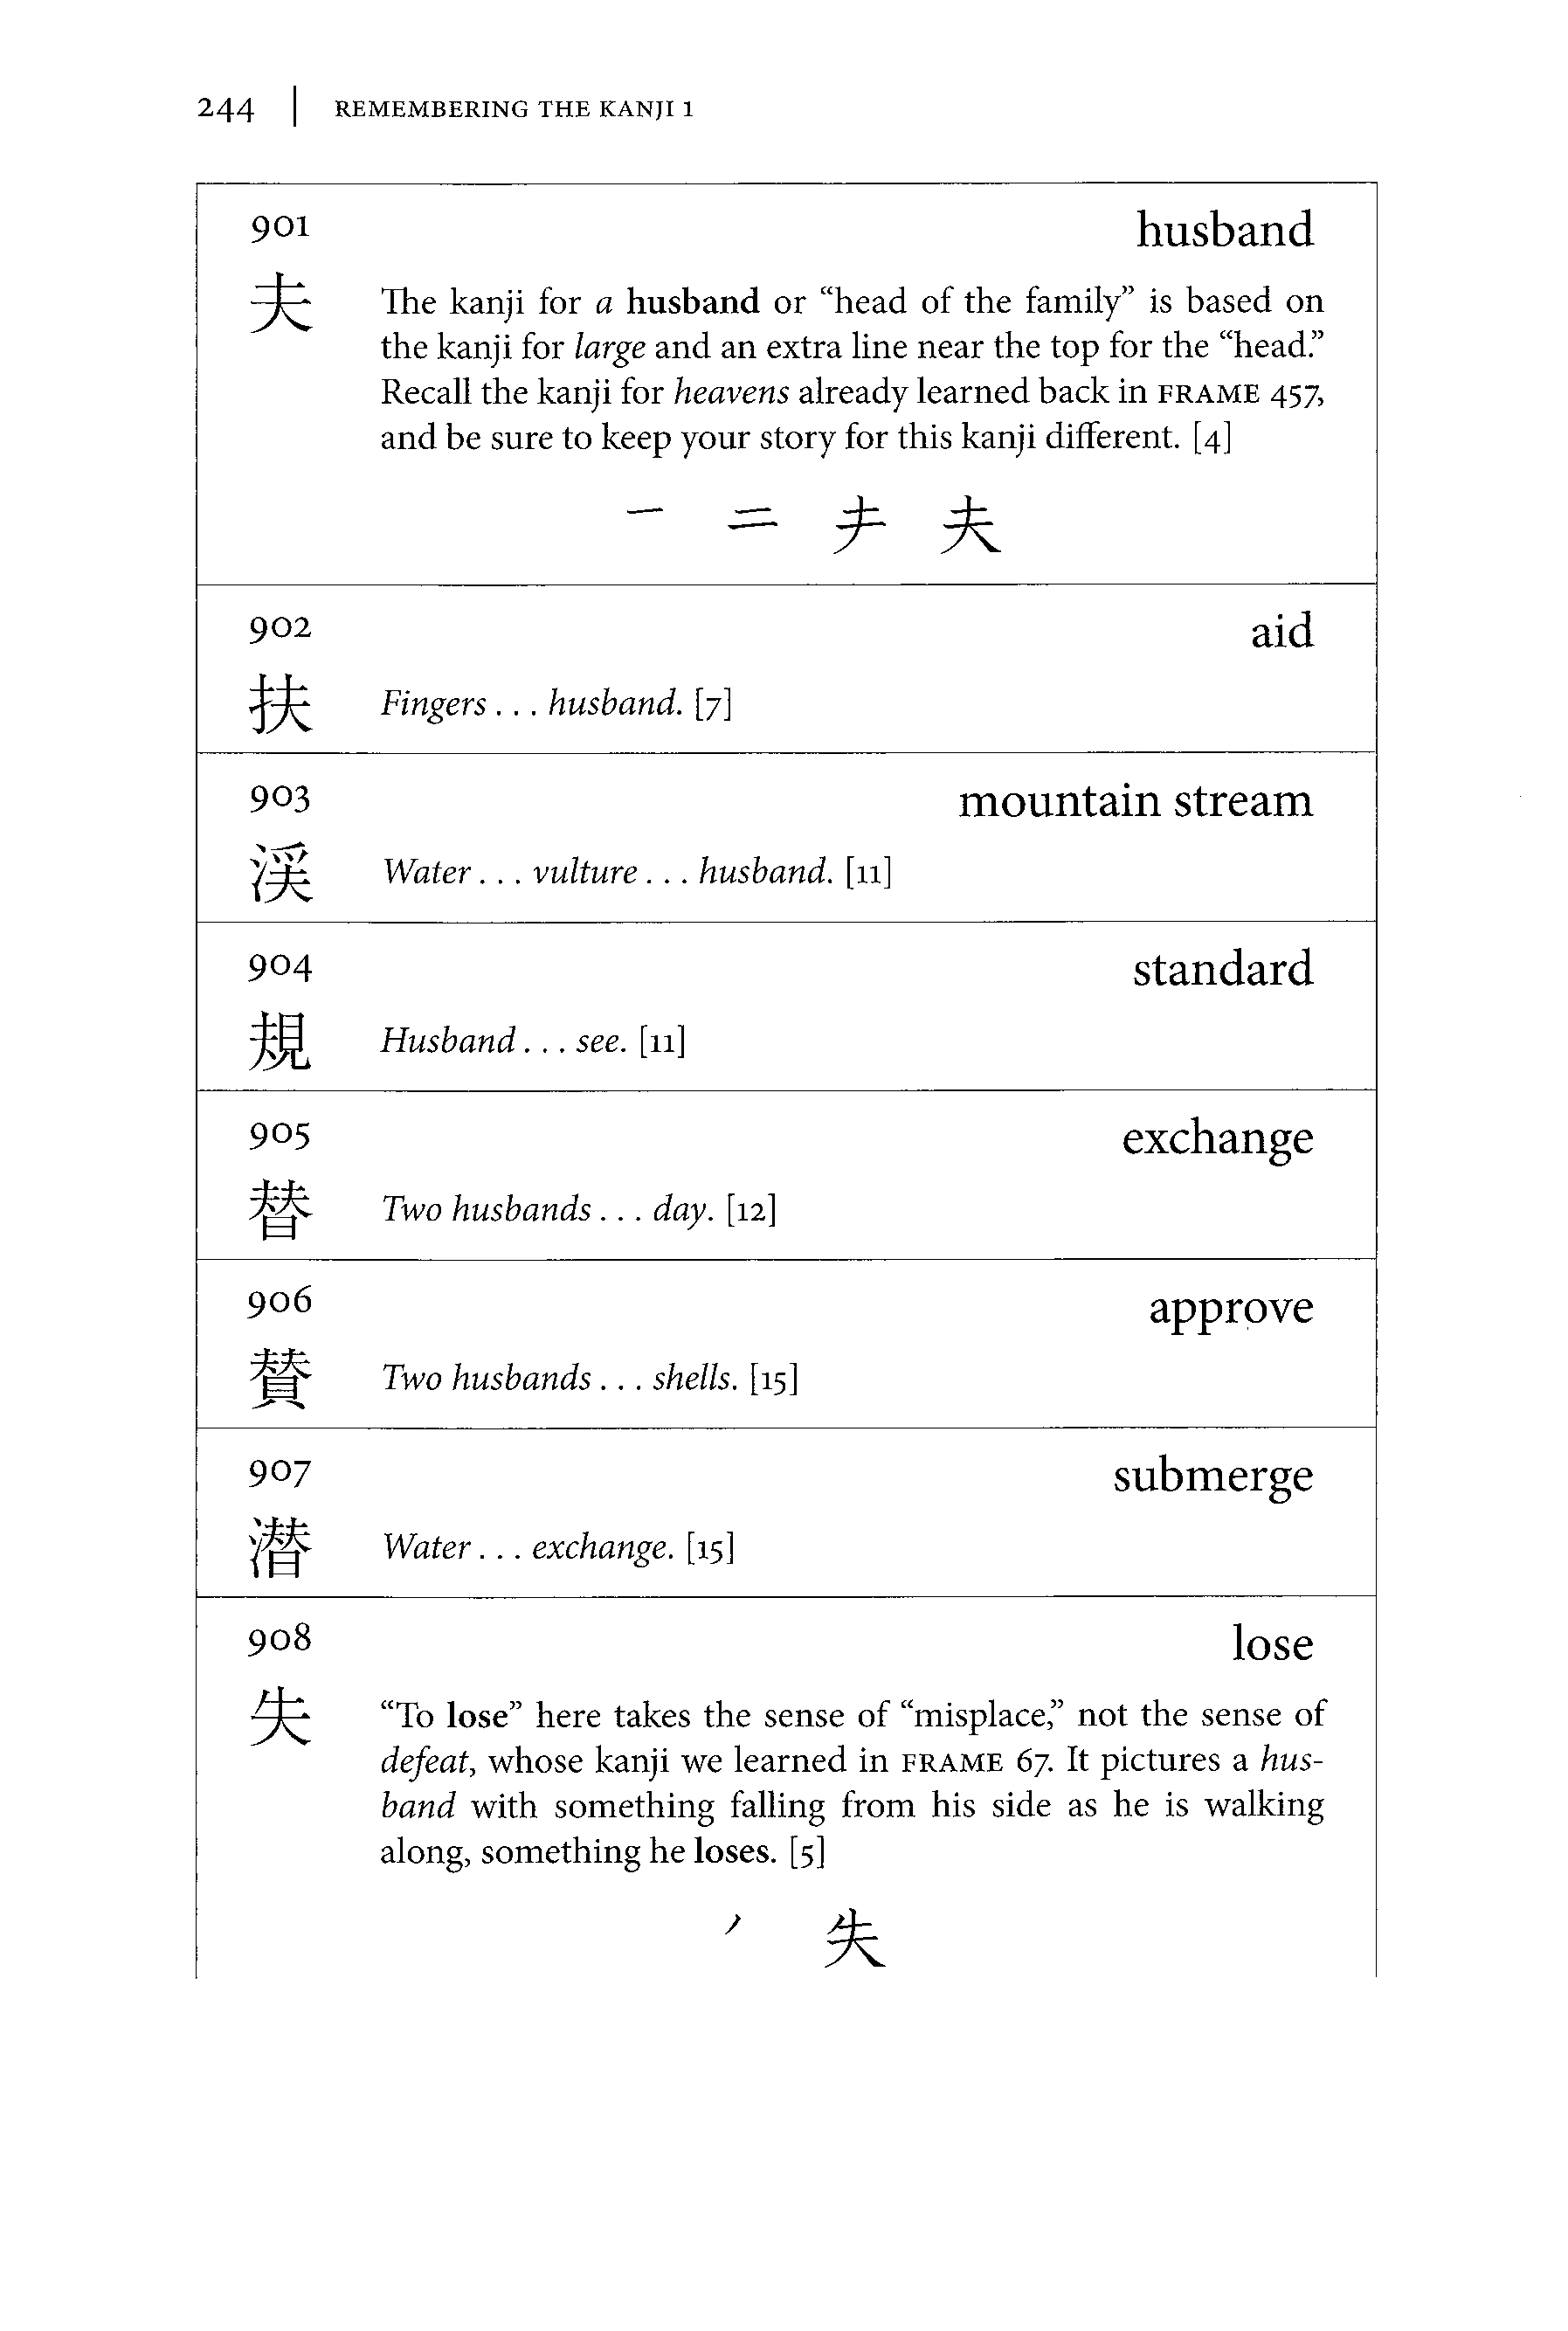 244 | REMEMBERING THE KANJI 1
901 husband
夫 The kanji for a husband or “head of the family” is based on
the kanji for large and an extra line near the top for the “head.”
Recall the kanji for heavens already learned back in FRAME 457,
and be sure to keep your story for this kanji different. [4]
一 二 夫
902 aid
扶 Fingers . . . husband. [7]
903 mountain stream
渓 Water . . . vulture . . . husband. [11]
904 standard
規 Husband . . . see. [11]
905 exchange
替 Two husbands . . . day. [12]
906 approve
賛 Two husbands . . . shells. [15]
907 submerge
潜 Water . . . exchange. [15]
908 lose
失 “To lose” here takes the sense of “misplace,” not the sense of
defeat, whose kanji we learned in FRAME 67. It pictures a hus-
band with something falling from his side as he is walking
along, something he loses. [5]
丿 失